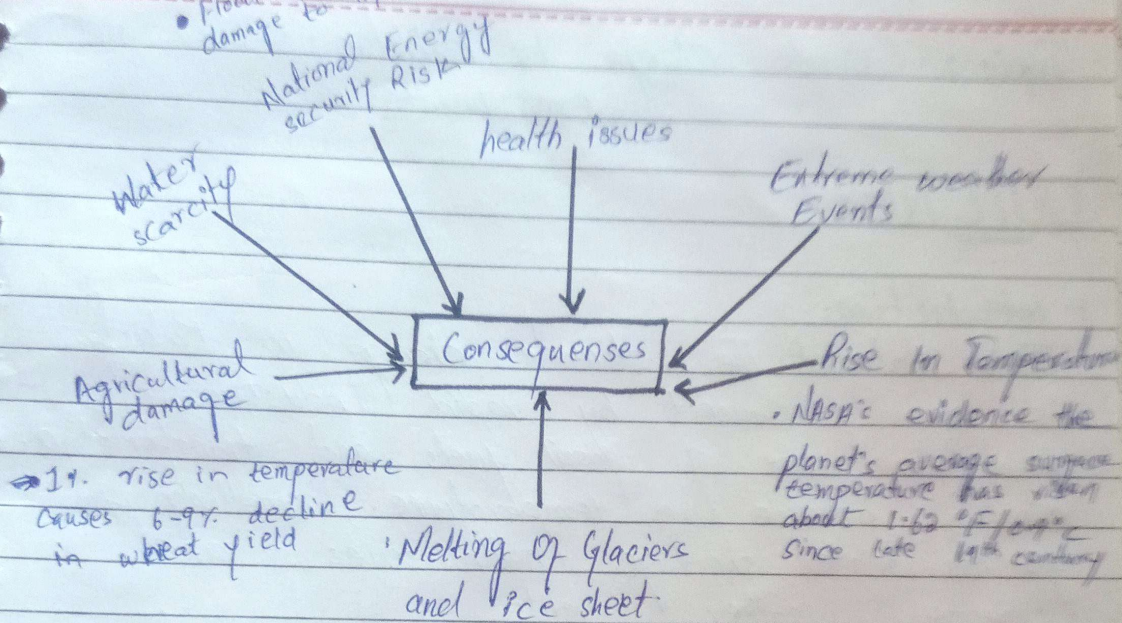 damage to
National Energy
security Risk
health issues
Water
scarcity
Extreme weather
Events
Consequenses
Agricultural
damage
Rise In Temperature
• NASA's evidence the
planet's average surface
temperature has risen
about 1.62 °F/0.9°C
Since late 19th century
→ 1%. rise in temperature
causes 6-9%. decline
in wheat yield
Melting Of Glaciers
and ice sheet.